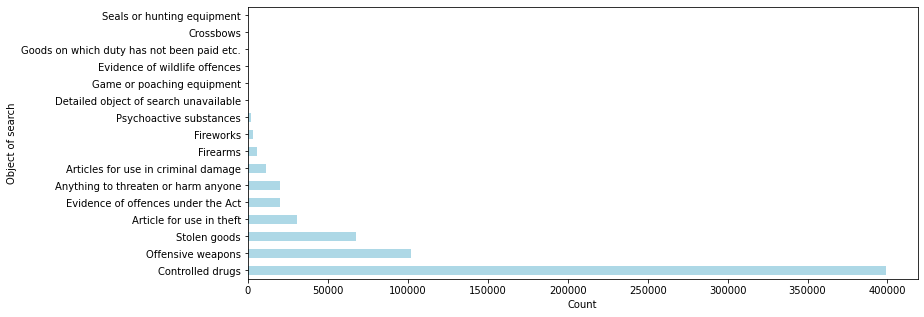 Seals or hunting equipment
Crossbows
Goods on which duty has not been paid etc.
Evidence of wildlife offences
Game or poaching equipment
Detailed object of search unavailable
Psychoactive substances
Fireworks
Firearms
Articles for use in criminal damage
Anything to threaten or harm anyone
Evidence of offences under the Act
Article for use in theft
Stolen goods
Offensive weapons
Controlled drugs
Object of search
0 50000 100000 150000 200000 250000 300000 350000 400000
Count